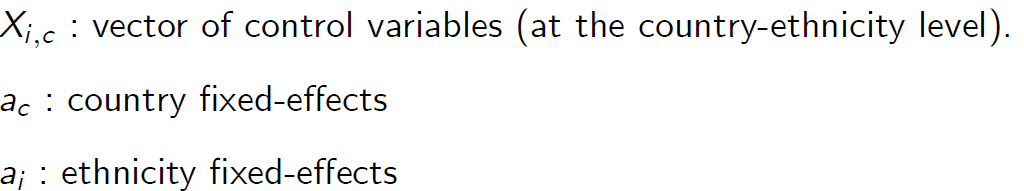 X_{i,c} : vector of control variables (at the country-ethnicity level).
a_c : country fixed-effects
a_i : ethnicity fixed-effects